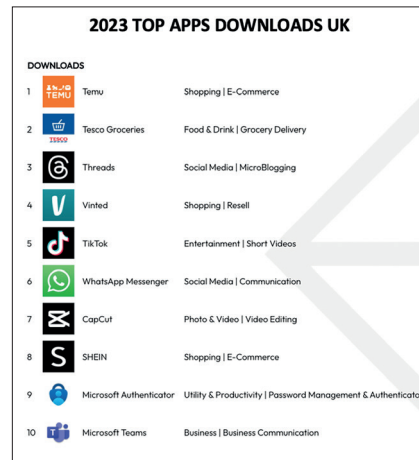 2023 TOP APPS DOWNLOADS UK
DOWNLOADS
1 TEMU Temu Shopping | E-Commerce
2 TESCO Tesco Groceries Food & Drink | Grocery Delivery
3 Threads Social Media | MicroBlogging
4 V Vinted Shopping | Resell
5 TikTok Entertainment | Short Videos
6 WhatsApp Messenger Social Media | Communication
7 CapCut Photo & Video | Video Editing
8 S SHEIN Shopping | E-Commerce
9 Microsoft Authenticator Utility & Productivity | Password Management & Authenticato
10 T Microsoft Teams Business | Business Communication